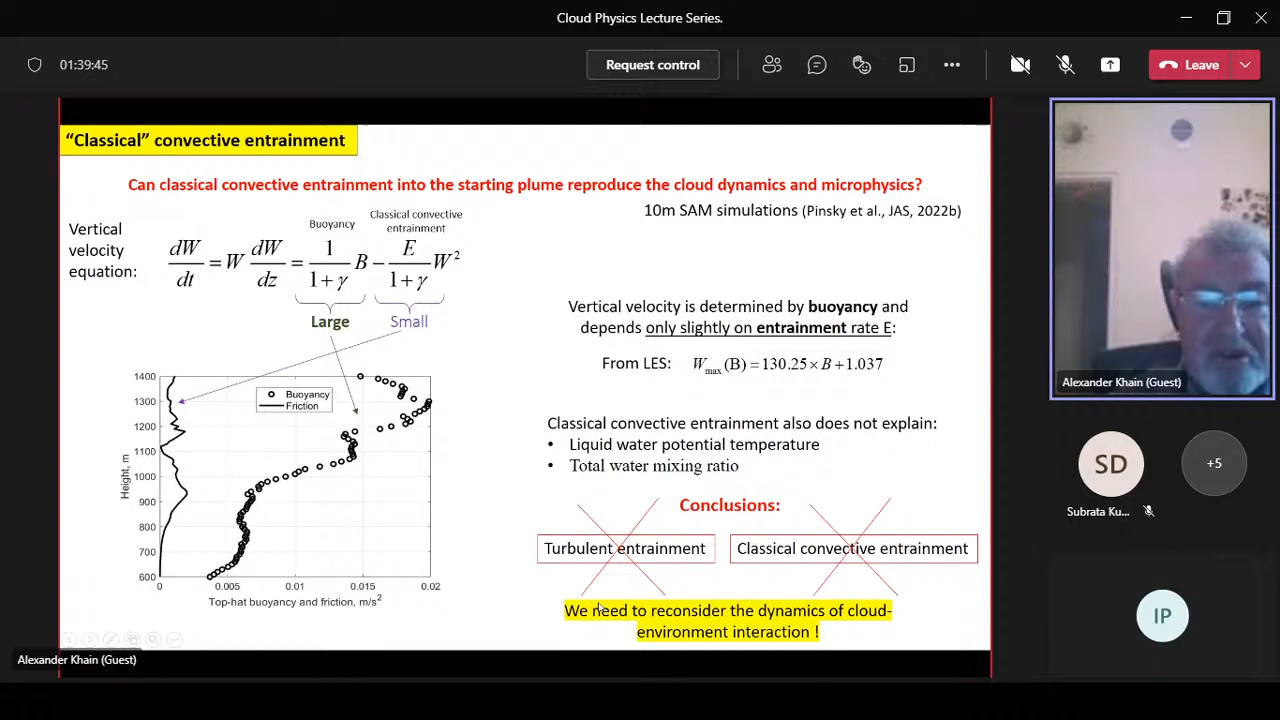 Cloud Physics Lecture Series.
01:39:45
Request control
Leave
"Classical" convective entrainment
Can classical convective entrainment into the starting plume reproduce the cloud dynamics and microphysics?
10m SAM simulations (Pinsky et al., JAS, 2022b)
Vertical
velocity
equation:
Buoyancy
Classical convective
entrainment
dW/dt = W dW/dz = 1/(1+γ) B − E/(1+γ) W²
Large
Small
Vertical velocity is determined by buoyancy and
depends only slightly on entrainment rate E:
From LES: Wmax (B) = 130.25 × B + 1.037
1400
1300
1200
1100
1000
900
800
700
600
Height, m
Buoyancy
Friction
0 0.005 0.01 0.015 0.02
Top-hat buoyancy and friction, m/s²
Classical convective entrainment also does not explain:
• Liquid water potential temperature
• Total water mixing ratio
Conclusions:
Turbulent entrainment
Classical convective entrainment
We need to reconsider the dynamics of cloud-
environment interaction !
Alexander Khain (Guest)
Alexander Khain (Guest)
SD
+5
Subrata Ku...
IP